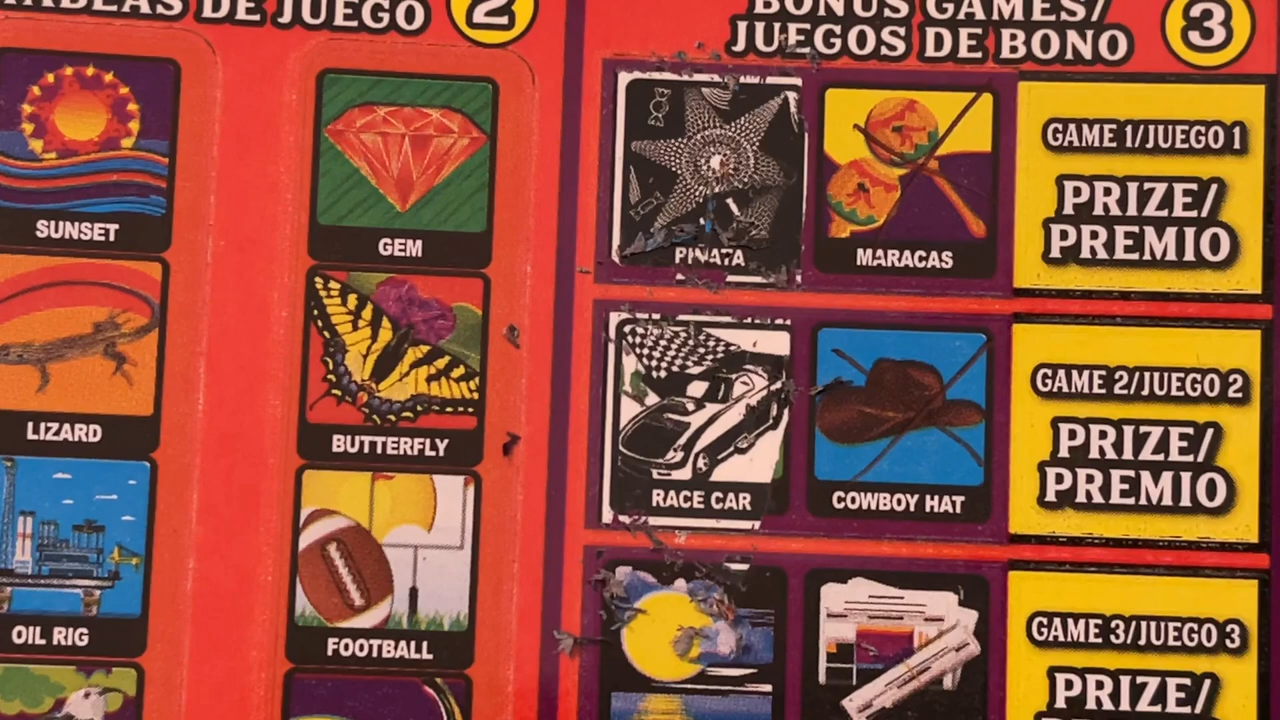 TABLAS DE JUEGO 2
SUNSET
GEM
LIZARD
BUTTERFLY
OIL RIG
FOOTBALL
BONUS GAMES/
JUEGOS DE BONO 3
PIÑATA
MARACAS
GAME 1/JUEGO 1
PRIZE/
PREMIO
RACE CAR
COWBOY HAT
GAME 2/JUEGO 2
PRIZE/
PREMIO
GAME 3/JUEGO 3
PRIZE/